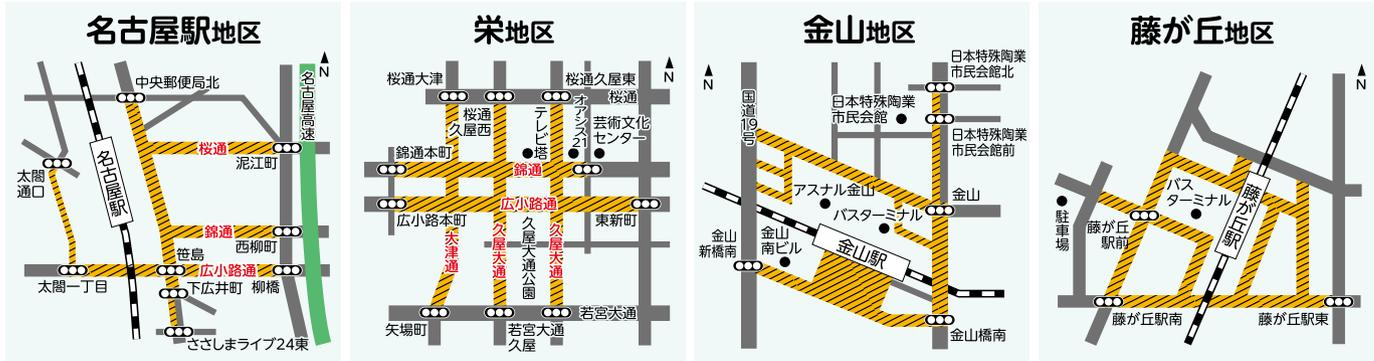 名古屋駅地区
中央郵便局北
N
名古屋高速
桜通
泥江町
太閤
通口
名古屋駅
錦通
西柳町
笹島
広小路通
太閤一丁目
下広井町
柳橋
ささしまライブ24東
栄地区
桜通大津
桜通久屋東
N
桜通
桜通
久屋西
テレビ塔
オアシス21
芸術文化
センター
錦通本町
錦通
広小路通
広小路本町
東新町
大津通
久屋大通
久屋大通公園
久屋大通
矢場町
若宮大通
久屋
若宮大通
金山地区
N
国道19号
日本特殊陶業
市民会館北
日本特殊陶業
市民会館
日本特殊陶業
市民会館前
アスナル金山
金山
バスターミナル
金山
新橋南
金山
南ビル
金山駅
金山橋南
藤が丘地区
N
バス
ターミナル
藤が丘駅
駐車場
藤が丘
駅前
藤が丘駅南
藤が丘駅東